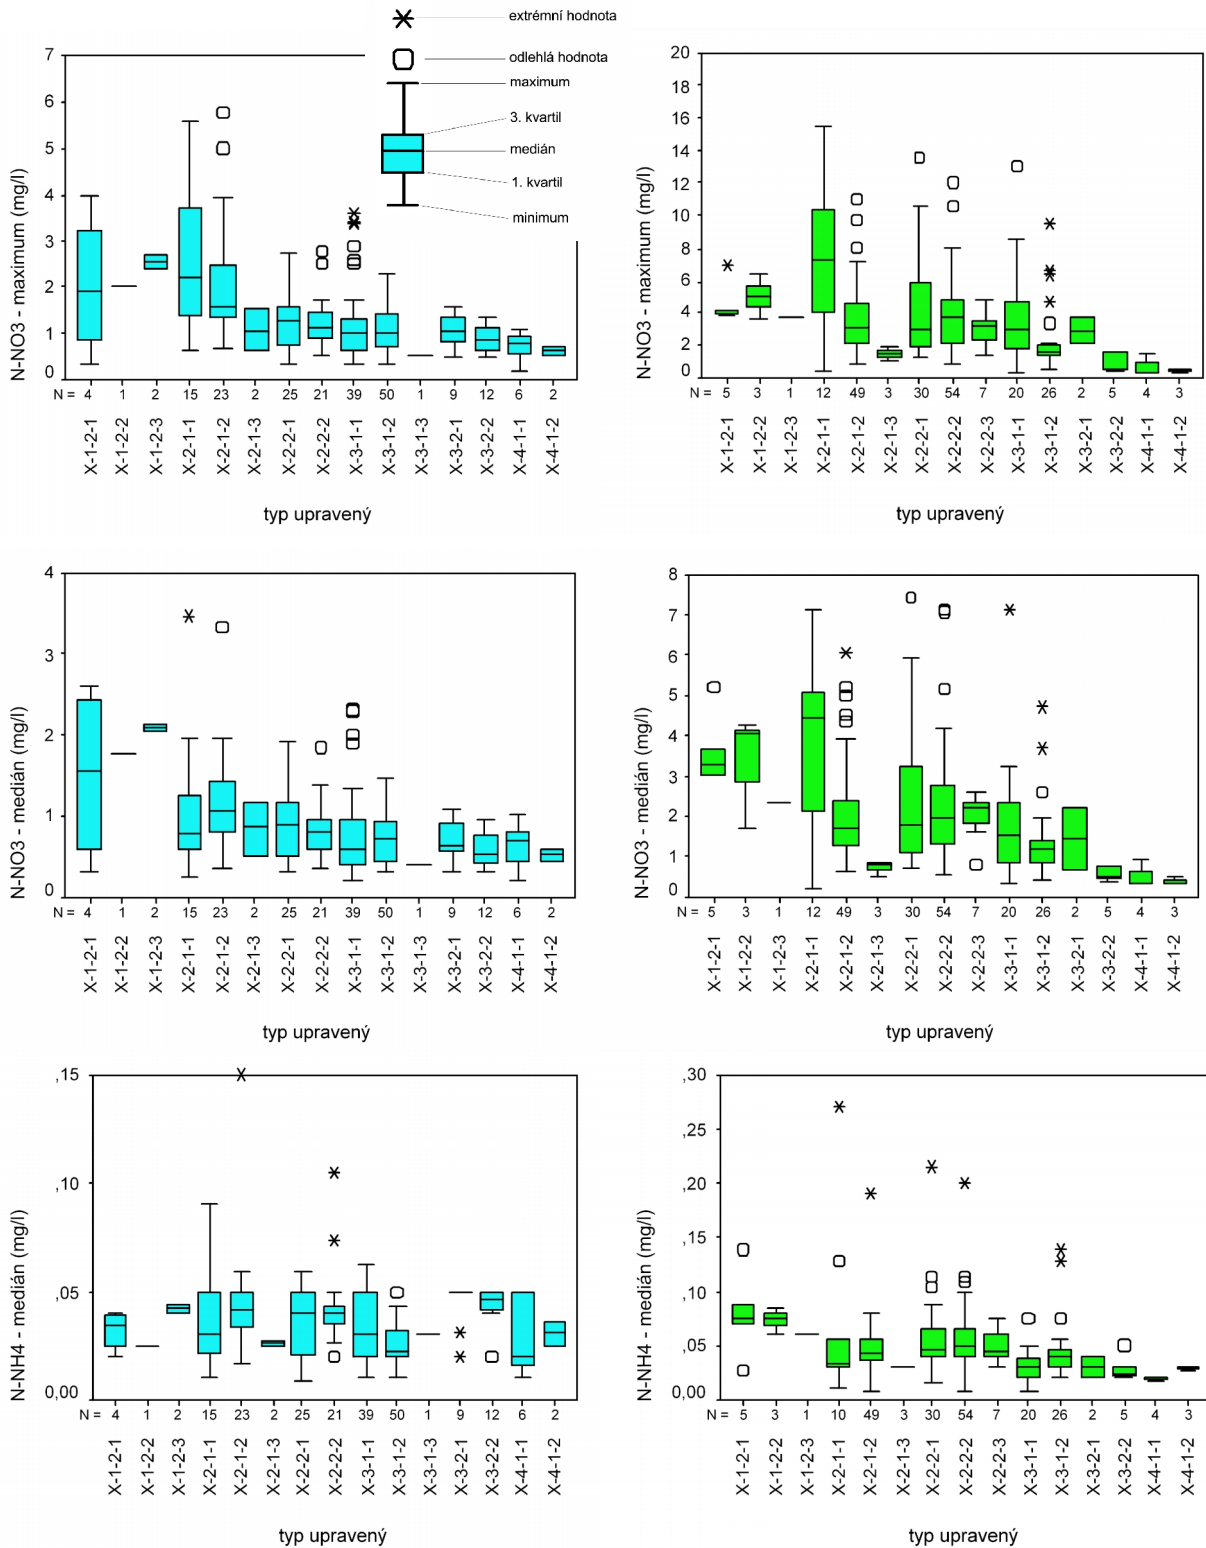 extrémní hodnota
odlehlá hodnota
maximum
3. kvartil
medián
1. kvartil
minimum
N-NO3 - maximum (mg/l)
7
6
5
4
3
2
1
0
N = 4 1 2 15 23 2 25 21 39 50 1 9 12 6 2
X-1-2-1 X-1-2-2 X-1-2-3 X-2-1-1 X-2-1-2 X-2-1-3 X-2-2-1 X-2-2-2 X-3-1-1 X-3-1-2 X-3-1-3 X-3-2-1 X-3-2-2 X-4-1-1 X-4-1-2
typ upravený
N-NO3 - maximum (mg/l)
20
18
16
14
12
10
8
6
4
2
0
N = 5 3 1 12 49 3 30 54 7 20 26 2 5 4 3
X-1-2-1 X-1-2-2 X-1-2-3 X-2-1-1 X-2-1-2 X-2-1-3 X-2-2-1 X-2-2-2 X-2-2-3 X-3-1-1 X-3-1-2 X-3-2-1 X-3-2-2 X-4-1-1 X-4-1-2
typ upravený
N-NO3 - medián (mg/l)
4
3
2
1
0
N = 4 1 2 15 23 2 25 21 39 50 1 9 12 6 2
X-1-2-1 X-1-2-2 X-1-2-3 X-2-1-1 X-2-1-2 X-2-1-3 X-2-2-1 X-2-2-2 X-3-1-1 X-3-1-2 X-3-1-3 X-3-2-1 X-3-2-2 X-4-1-1 X-4-1-2
typ upravený
N-NO3 - medián (mg/l)
8
7
6
5
4
3
2
1
0
N = 5 3 1 12 49 3 30 54 7 20 26 2 5 4 3
X-1-2-1 X-1-2-2 X-1-2-3 X-2-1-1 X-2-1-2 X-2-1-3 X-2-2-1 X-2-2-2 X-2-2-3 X-3-1-1 X-3-1-2 X-3-2-1 X-3-2-2 X-4-1-1 X-4-1-2
typ upravený
N-NH4 - medián (mg/l)
,15
,10
,05
0,00
N = 4 1 2 15 23 2 25 21 39 50 1 9 12 6 2
X-1-2-1 X-1-2-2 X-1-2-3 X-2-1-1 X-2-1-2 X-2-1-3 X-2-2-1 X-2-2-2 X-3-1-1 X-3-1-2 X-3-1-3 X-3-2-1 X-3-2-2 X-4-1-1 X-4-1-2
typ upravený
N-NH4 - medián (mg/l)
,30
,25
,20
,15
,10
,05
0,00
N = 5 3 1 10 49 3 30 54 7 20 26 2 5 4 3
X-1-2-1 X-1-2-2 X-1-2-3 X-2-1-1 X-2-1-2 X-2-1-3 X-2-2-1 X-2-2-2 X-2-2-3 X-3-1-1 X-3-1-2 X-3-2-1 X-3-2-2 X-4-1-1 X-4-1-2
typ upravený